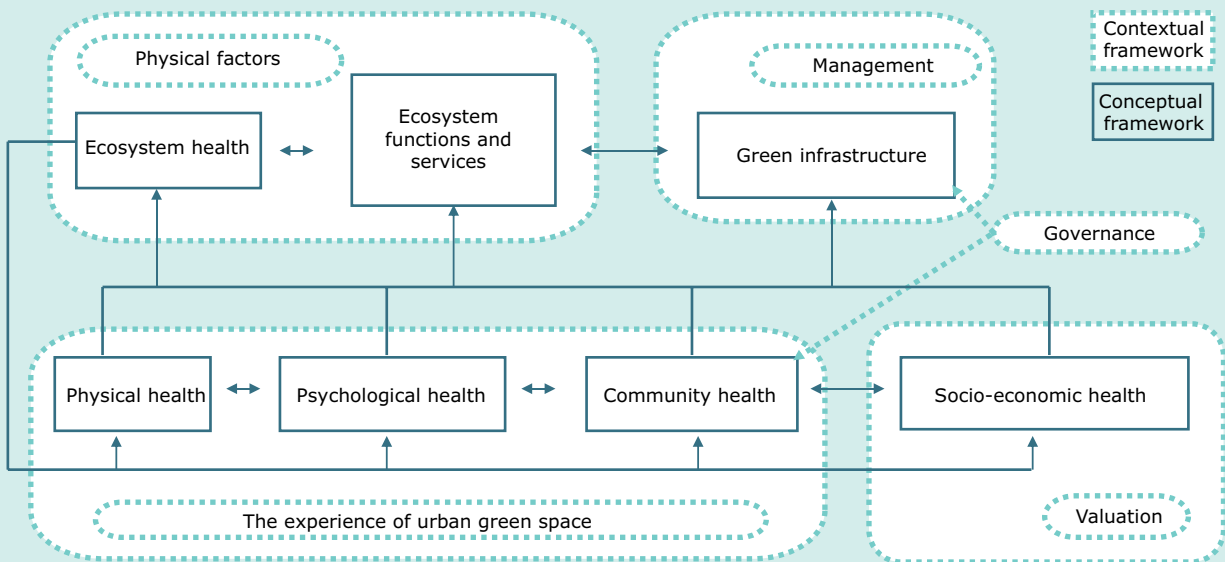 Physical factors
Management
Contextual
framework
Conceptual
framework
Ecosystem health
Ecosystem
functions and
services
Green infrastructure
Governance
Physical health
Psychological health
Community health
Socio-economic health
The experience of urban green space
Valuation